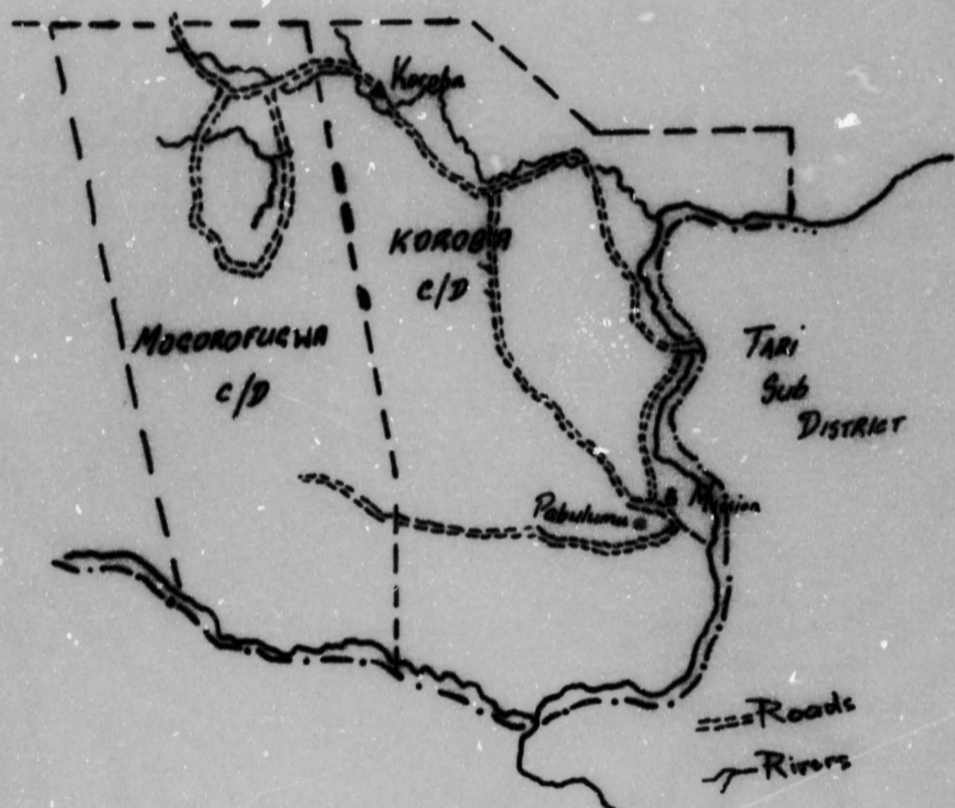 Koroba
KOROBA
C/D
MOGOROFUGWA
C/D
TARI
Sub
DISTRICT
Pabulumu
Mission
Roads
Rivers